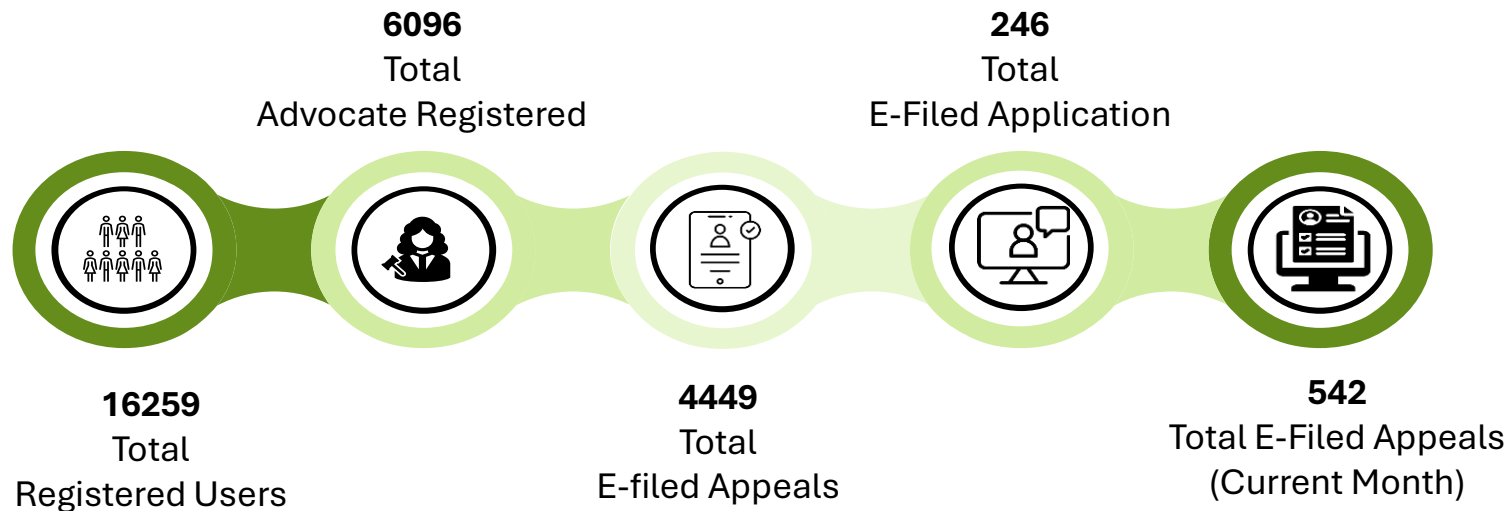 6096
Total
Advocate Registered
246
Total
E-Filed Application
16259
Total
Registered Users
4449
Total
E-filed Appeals
542
Total E-Filed Appeals
(Current Month)